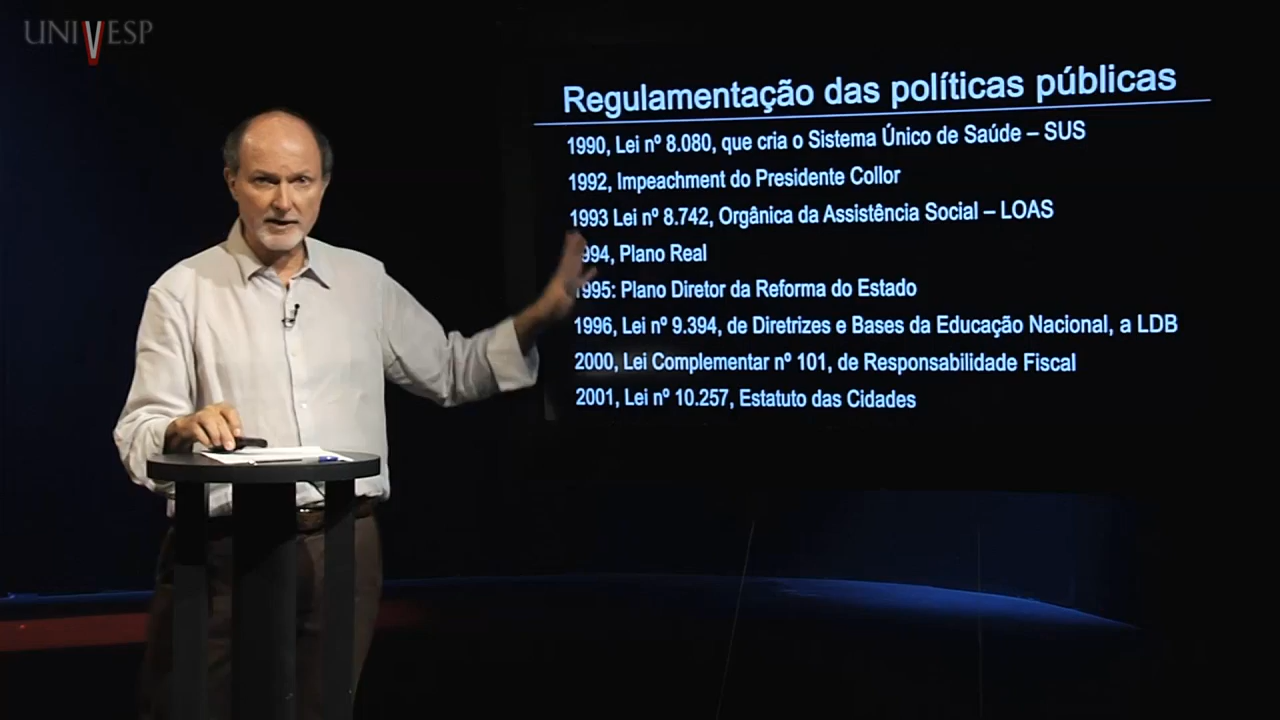 UNIVESP
Regulamentação das políticas públicas
1990, Lei nº 8.080, que cria o Sistema Único de Saúde – SUS
1992, Impeachment do Presidente Collor
1993 Lei nº 8.742, Orgânica da Assistência Social – LOAS
994, Plano Real
1995: Plano Diretor da Reforma do Estado
1996, Lei nº 9.394, de Diretrizes e Bases da Educação Nacional, a LDB
2000, Lei Complementar nº 101, de Responsabilidade Fiscal
2001, Lei nº 10.257, Estatuto das Cidades